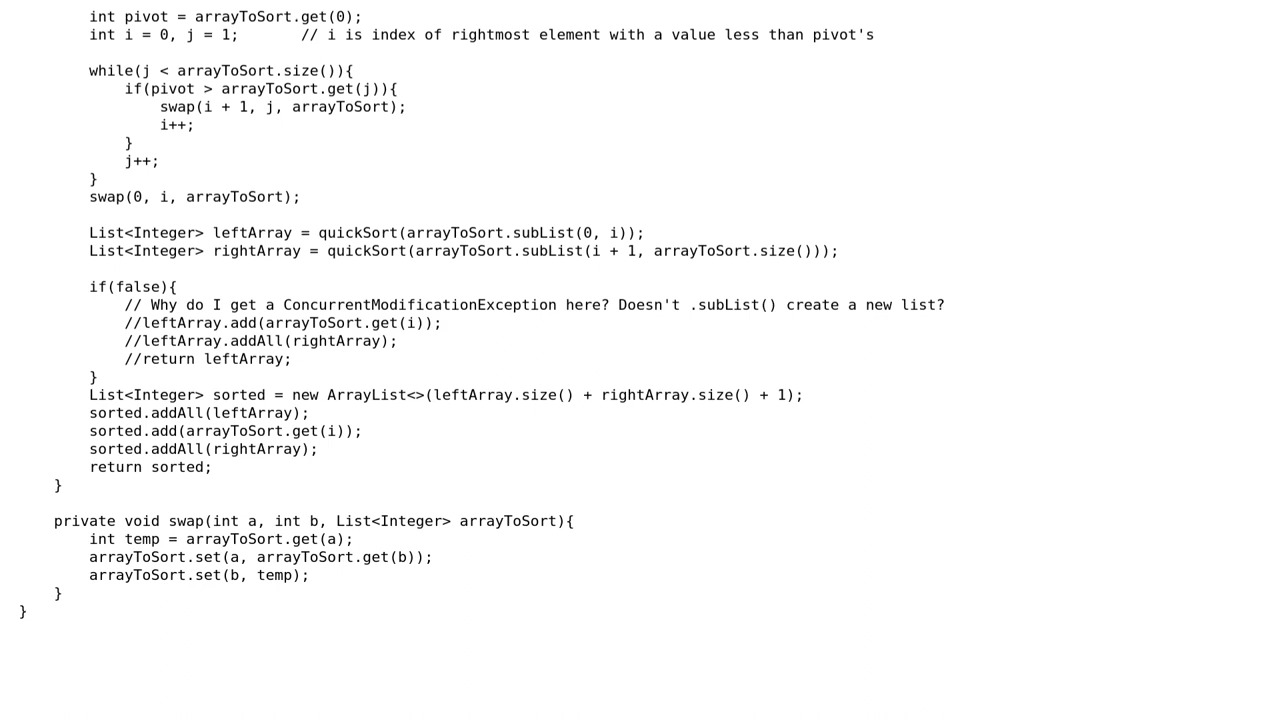 int pivot = arrayToSort.get(0);
int i = 0, j = 1;       // i is index of rightmost element with a value less than pivot's
while(j < arrayToSort.size()){
if(pivot > arrayToSort.get(j)){
swap(i + 1, j, arrayToSort);
i++;
}
j++;
}
swap(0, i, arrayToSort);
List<Integer> leftArray = quickSort(arrayToSort.subList(0, i));
List<Integer> rightArray = quickSort(arrayToSort.subList(i + 1, arrayToSort.size()));
if(false){
// Why do I get a ConcurrentModificationException here? Doesn't .subList() create a new list?
//leftArray.add(arrayToSort.get(i));
//leftArray.addAll(rightArray);
//return leftArray;
}
List<Integer> sorted = new ArrayList<>(leftArray.size() + rightArray.size() + 1);
sorted.addAll(leftArray);
sorted.add(arrayToSort.get(i));
sorted.addAll(rightArray);
return sorted;
}
private void swap(int a, int b, List<Integer> arrayToSort){
int temp = arrayToSort.get(a);
arrayToSort.set(a, arrayToSort.get(b));
arrayToSort.set(b, temp);
}
}